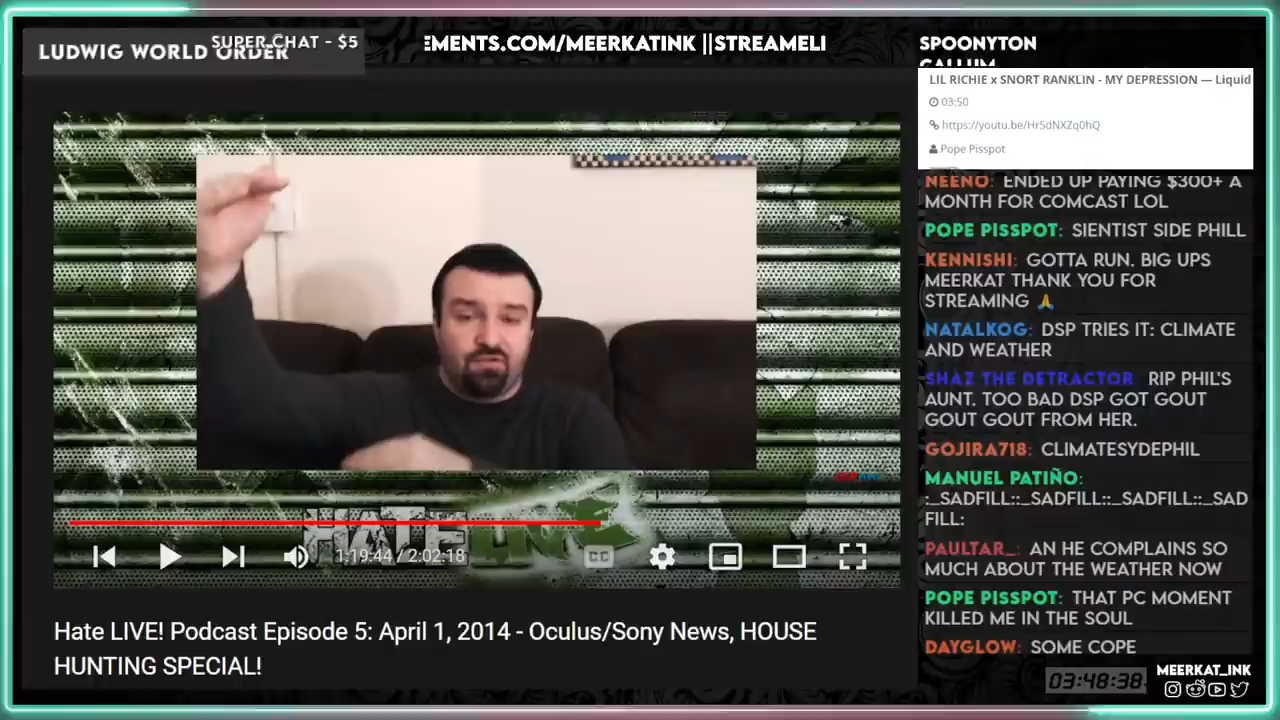 LUDWIG WORLD ORDER
SUPER CHAT - $5
EMENTS.COM/MEERKATINK ||STREAMELI
SPOONYTON
CALLUM
LIL RICHIE x SNORT RANKLIN - MY DEPRESSION — Liquid
03:50
https://youtu.be/Hr5dNXZq0hQ
Pope Pisspot
NEENO: ENDED UP PAYING $300+ A
MONTH FOR COMCAST LOL
POPE PISSPOT: SIENTIST SIDE PHILL
KENNISHI: GOTTA RUN. BIG UPS
MEERKAT THANK YOU FOR
STREAMING 🙏
NATALKOG: DSP TRIES IT: CLIMATE
AND WEATHER
SHAZ THE DETRACTOR: RIP PHIL'S
AUNT. TOO BAD DSP GOT GOUT
GOUT GOUT FROM HER.
GOJIRA718: CLIMATESYDEPHIL
MANUEL PATIÑO:
:_SADFILL::_SADFILL::_SADFILL::_SAD
FILL:
PAULTAR_: AN HE COMPLAINS SO
MUCH ABOUT THE WEATHER NOW
POPE PISSPOT: THAT PC MOMENT
KILLED ME IN THE SOUL
DAYGLOW: SOME COPE
HATE LIVE
1:19:44 / 2:02:18
CC
Hate LIVE! Podcast Episode 5: April 1, 2014 - Oculus/Sony News, HOUSE
HUNTING SPECIAL!
03:48:38
MEERKAT_INK